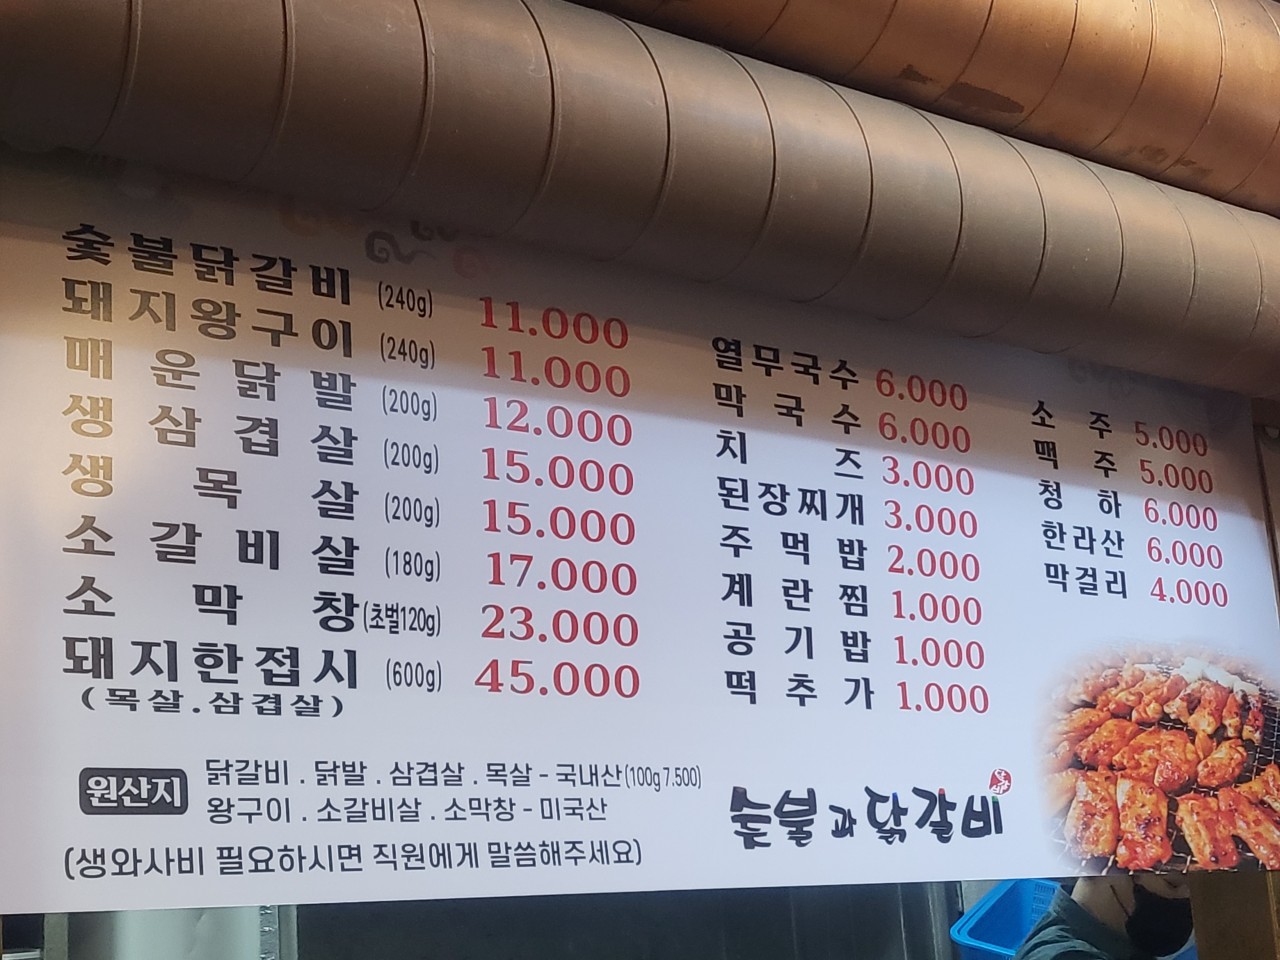 숯불닭갈비 (240g) 11.000
돼지왕구이 (240g) 11.000
매운닭발 (200g) 12.000
생삼겹살 (200g) 15.000
생목살 (200g) 15.000
소갈비살 (180g) 17.000
소막창 (초벌120g) 23.000
돼지한접시 (600g) 45.000
(목살.삼겹살)
열무국수 6.000
막국수 6.000
치즈 3.000
된장찌개 3.000
주먹밥 2.000
계란찜 1.000
공기밥 1.000
떡추가 1.000
소주 5.000
맥주 5.000
청하 6.000
한라산 6.000
막걸리 4.000
원산지
닭갈비 . 닭발 . 삼겹살 . 목살 - 국내산(100g 7.500)
왕구이 . 소갈비살 . 소막창 - 미국산
(생와사비 필요하시면 직원에게 말씀해주세요)
숯불과닭갈비